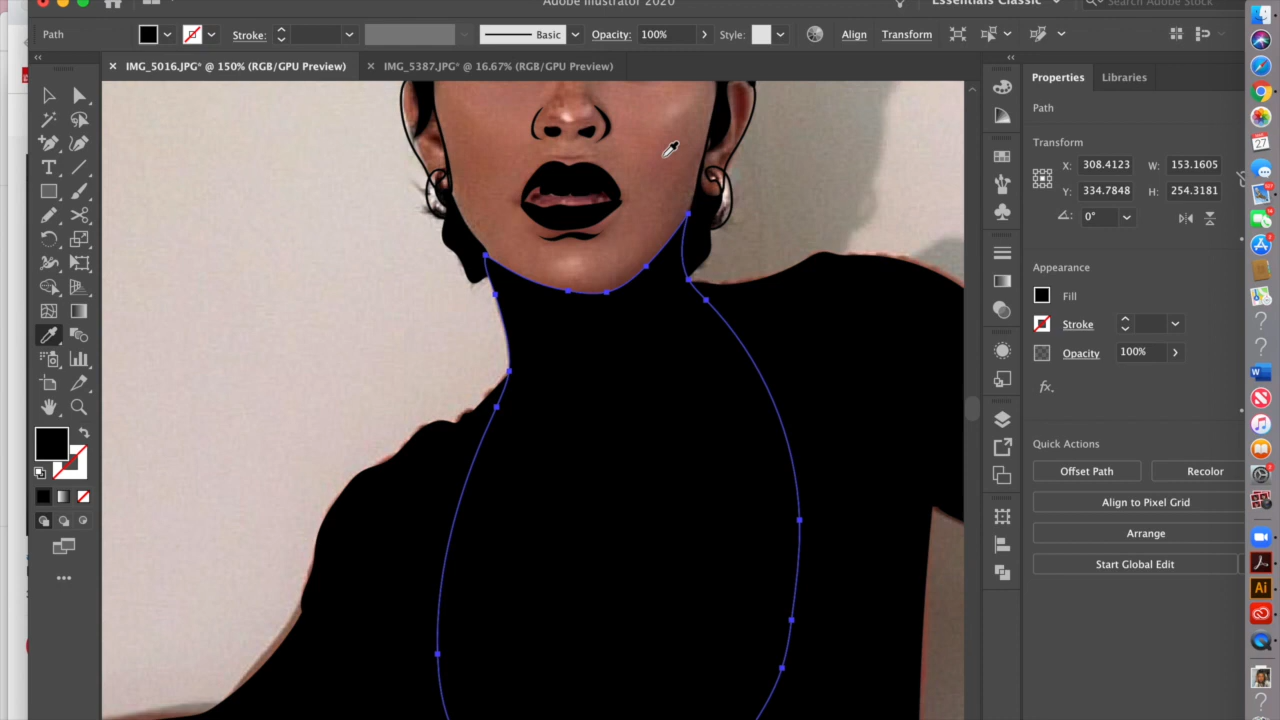 Adobe Illustrator 2020
Essentials Classic
Search Adobe Stock
Path
Stroke:
Basic
Opacity: 100%
Style:
Align
Transform
× IMG_5016.JPG* @ 150% (RGB/GPU Preview)
× IMG_5387.JPG* @ 16.67% (RGB/GPU Preview)
Properties
Libraries
Path
Transform
X: 308.4123 W: 153.1605
Y: 334.7848 H: 254.3181
0°
Appearance
Fill
Stroke
Opacity 100%
fx.
Quick Actions
Offset Path
Recolor
Align to Pixel Grid
Arrange
Start Global Edit
T
27
W
Ai